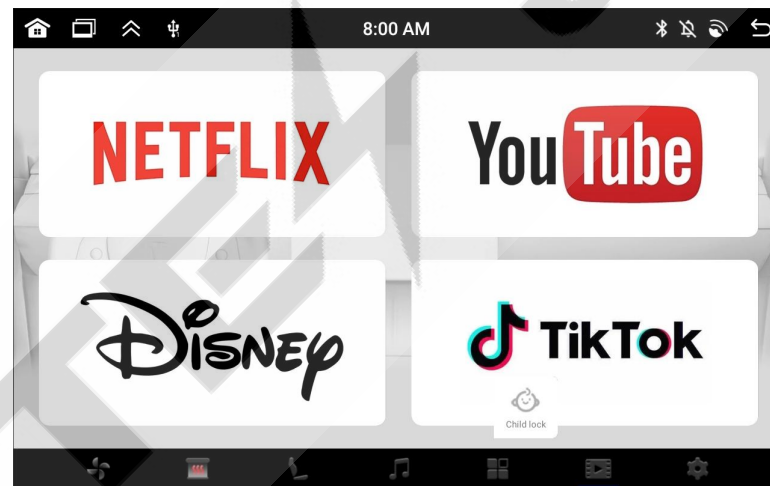 8:00 AM
NETFLIX
YouTube
Disney
TikTok
Child lock